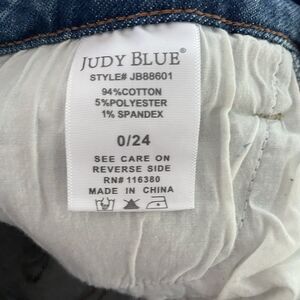 JUDY BLUE®
STYLE# JB88601
94%COTTON
5%POLYESTER
1% SPANDEX
0/24
SEE CARE ON
REVERSE SIDE
RN# 116380
MADE IN CHINA